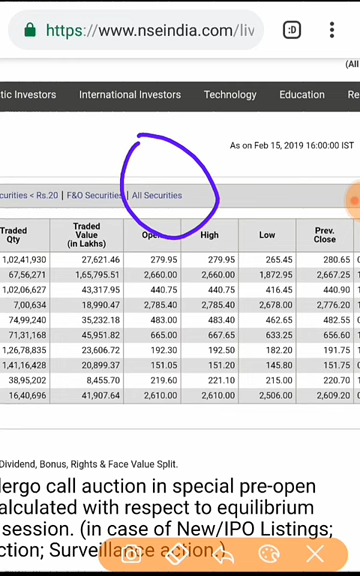 https://www.nseindia.com/liv
:D
(All
tic Investors International Investors Technology Education Re
As on Feb 15, 2019 16:00:00 IST
curities < Rs.20 | F&O Securities | All Securities
Traded Qty Traded Value (in Lakhs) Open High Low Prev. Close
1,02,41,930 27,621.46 279.95 279.95 265.45 280.65
67,56,271 1,65,795.51 2,660.00 2,660.00 1,872.95 2,667.25
1,02,06,627 43,317.95 440.75 440.75 416.45 440.90
7,00,634 18,990.47 2,785.40 2,785.40 2,678.00 2,776.20
74,99,240 35,232.18 483.00 483.40 462.65 482.55
71,31,168 45,951.82 665.00 667.65 633.25 656.60
1,26,78,835 23,606.72 192.30 192.50 182.20 191.75
1,41,16,428 20,899.37 151.05 151.20 145.80 151.75
38,95,202 8,455.70 219.60 221.10 215.00 220.70
16,40,696 41,907.64 2,610.00 2,610.00 2,506.00 2,609.20
Dividend, Bonus, Rights & Face Value Split.
dergo call auction in special pre-open
alculated with respect to equilibrium
session. (in case of New/IPO Listings;
ction; Surveillance action.)